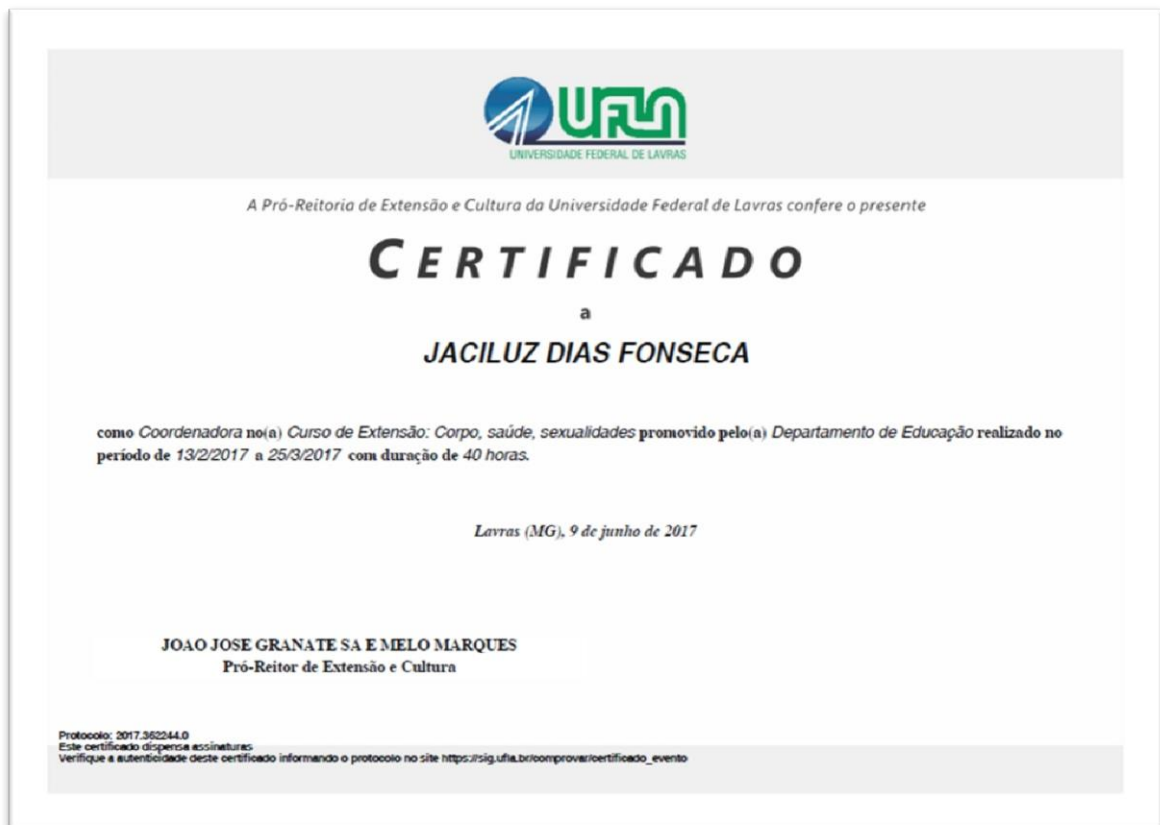 UFLA
UNIVERSIDADE FEDERAL DE LAVRAS
A Pró-Reitoria de Extensão e Cultura da Universidade Federal de Lavras confere o presente
CERTIFICADO
a
JACILUZ DIAS FONSECA
como Coordenadora no(a) Curso de Extensão: Corpo, saúde, sexualidades promovido pelo(a) Departamento de Educação realizado no
período de 13/2/2017 a 25/3/2017 com duração de 40 horas.
Lavras (MG), 9 de junho de 2017
JOAO JOSE GRANATE SA E MELO MARQUES
Pró-Reitor de Extensão e Cultura
Protocolo: 2017.362244.0
Este certificado dispensa assinaturas
Verifique a autenticidade deste certificado informando o protocolo no site https://sig.ufla.br/comprovar/certificado_evento